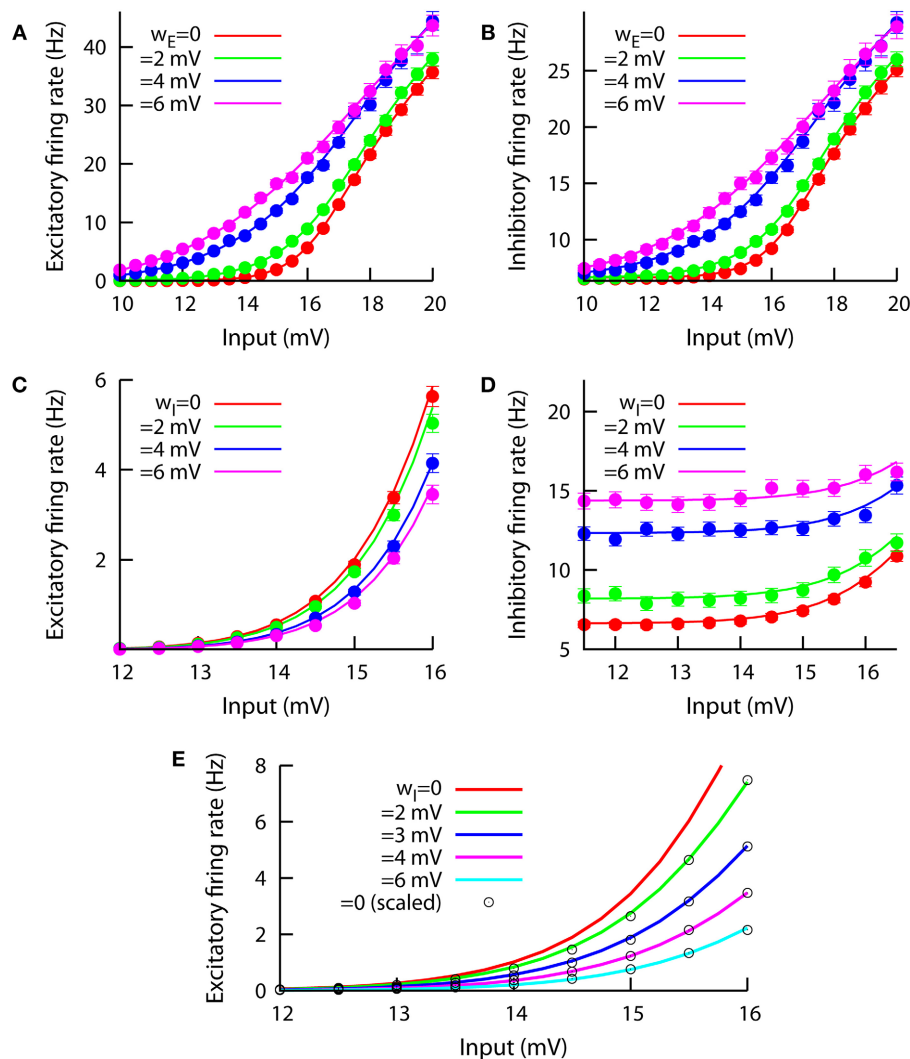 A
Excitatory firing rate (Hz)
40
30
20
10
0
w_E=0
=2 mV
=4 mV
=6 mV
10 12 14 16 18 20
Input (mV)
B
Inhibitory firing rate (Hz)
25
20
15
10
w_E=0
=2 mV
=4 mV
=6 mV
10 12 14 16 18 20
Input (mV)
C
Excitatory firing rate (Hz)
6
4
2
w_I=0
=2 mV
=4 mV
=6 mV
12 13 14 15 16
Input (mV)
D
Inhibitory firing rate (Hz)
20
15
10
5
w_I=0
=2 mV
=4 mV
=6 mV
12 13 14 15 16
Input (mV)
E
Excitatory firing rate (Hz)
8
6
4
2
0
w_I=0
=2 mV
=3 mV
=4 mV
=6 mV
=0 (scaled)
12 13 14 15 16
Input (mV)